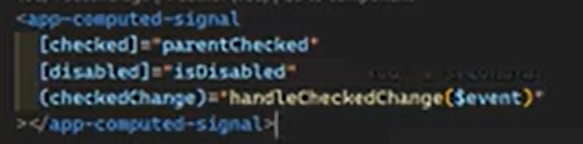 <app-computed-signal
[checked]="parentChecked"
[disabled]="isDisabled"
(checkedChange)="handleCheckedChange($event)"
></app-computed-signal>